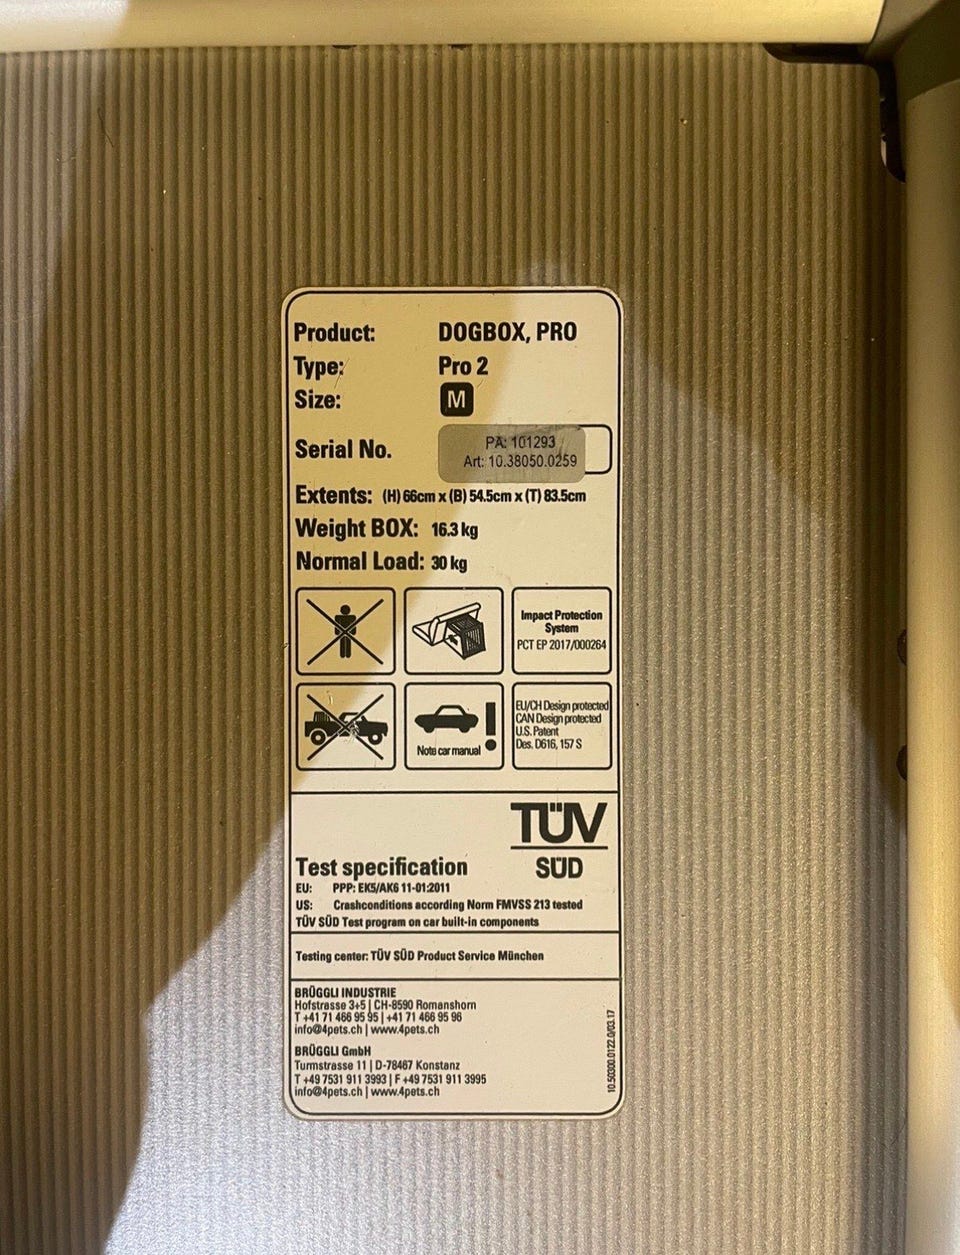 Product: DOGBOX, PRO
Type: Pro 2
Size: M
Serial No. PA: 101293
Art: 10.38050.0259
Extents: (H) 66cm x (B) 54.5cm x (T) 83.5cm
Weight BOX: 16.3 kg
Normal Load: 30 kg
Impact Protection
System
PCT EP 2017/000264
Note car manual !
EU/CH Design protected
CAN Design protected
U.S. Patent
Des. D616, 157 S
TÜV
SÜD
Test specification
EU: PPP: EK5/AK6 11-01:2011
US: Crashconditions according Norm FMVSS 213 tested
TÜV SÜD Test program on car built-in components
Testing center: TÜV SÜD Product Service München
BRÜGGLI INDUSTRIE
Hofstrasse 3+5 | CH-8590 Romanshorn
T +41 71 466 95 95 | +41 71 466 95 96
info@4pets.ch | www.4pets.ch
BRÜGGLI GmbH
Turmstrasse 11 | D-78467 Konstanz
T +49 7531 911 3993 | F +49 7531 911 3995
info@4pets.ch | www.4pets.ch
10.50300.0122.0/03.17